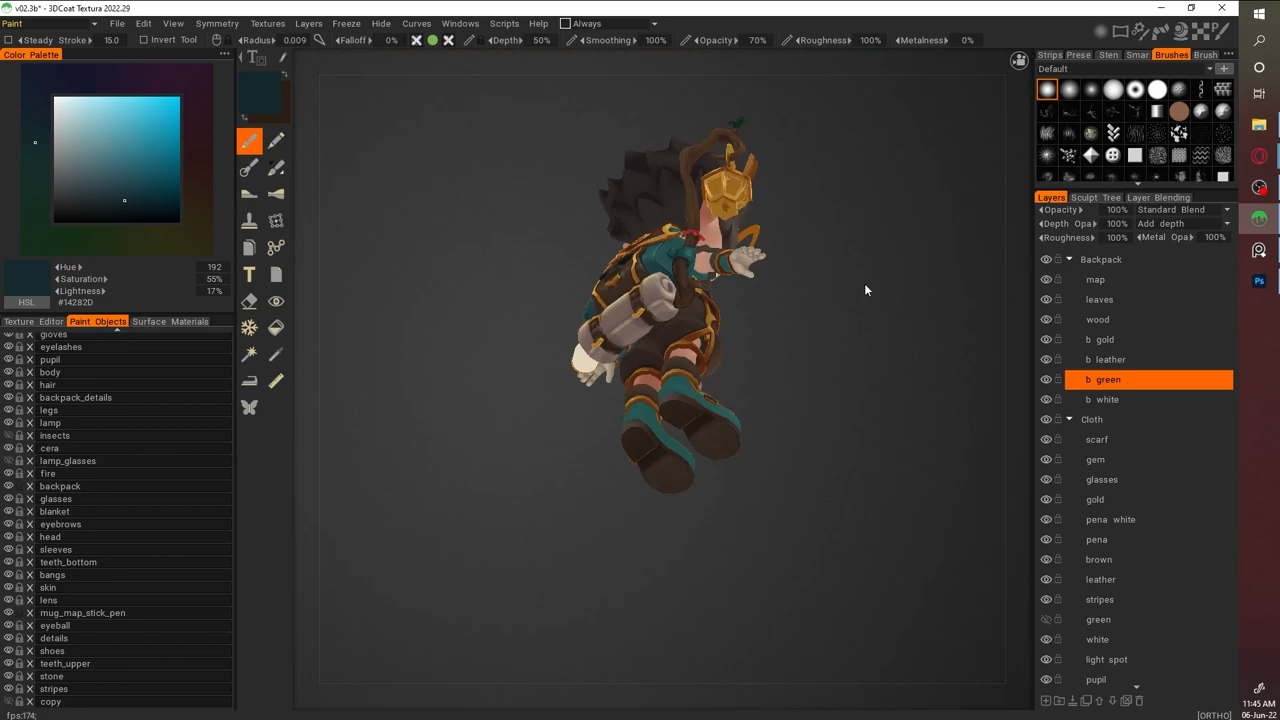 v02.3b* - 3DCoat Textura 2022.29
Paint File Edit View Symmetry Textures Layers Freeze Hide Curves Windows Scripts Help Always
Steady Stroke 15.0 Invert Tool Radius 0.009 Falloff 0% Depth 50% Smoothing 100% Opacity 70% Roughness 100% Metalness 0%
Color Palette
Hue 192
Saturation 55%
Lightness 17%
HSL #14282D
Texture Editor Paint Objects Surface Materials
gloves
eyelashes
pupil
body
hair
backpack_details
legs
lamp
insects
cera
lamp_glasses
fire
backpack
glasses
blanket
eyebrows
head
sleeves
teeth_bottom
bangs
skin
lens
mug_map_stick_pen
eyeball
details
shoes
teeth_upper
stone
stripes
copy
fps:174;
Strips Prese Sten Smar Brushes Brush
Default
Layers Sculpt Tree Layer Blending
Opacity 100% Standard Blend
Depth Opa 100% Add depth
Roughness 100% Metal Opa 100%
Backpack
map
leaves
wood
b gold
b leather
b green
b white
Cloth
scarf
gem
glasses
gold
pena white
pena
brown
leather
stripes
green
white
light spot
pupil
[ORTHO]
Ps
11:45 AM
06-Jun-22